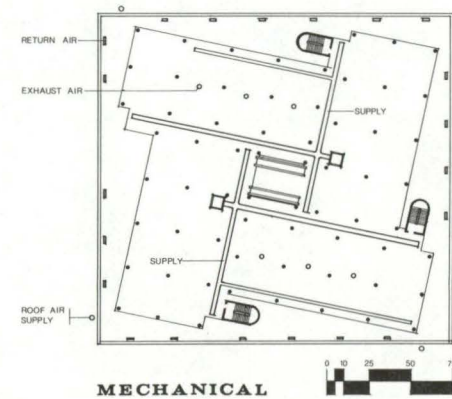 RETURN AIR
EXHAUST AIR
SUPPLY
SUPPLY
ROOF AIR
SUPPLY
0 10 25 50
MECHANICAL